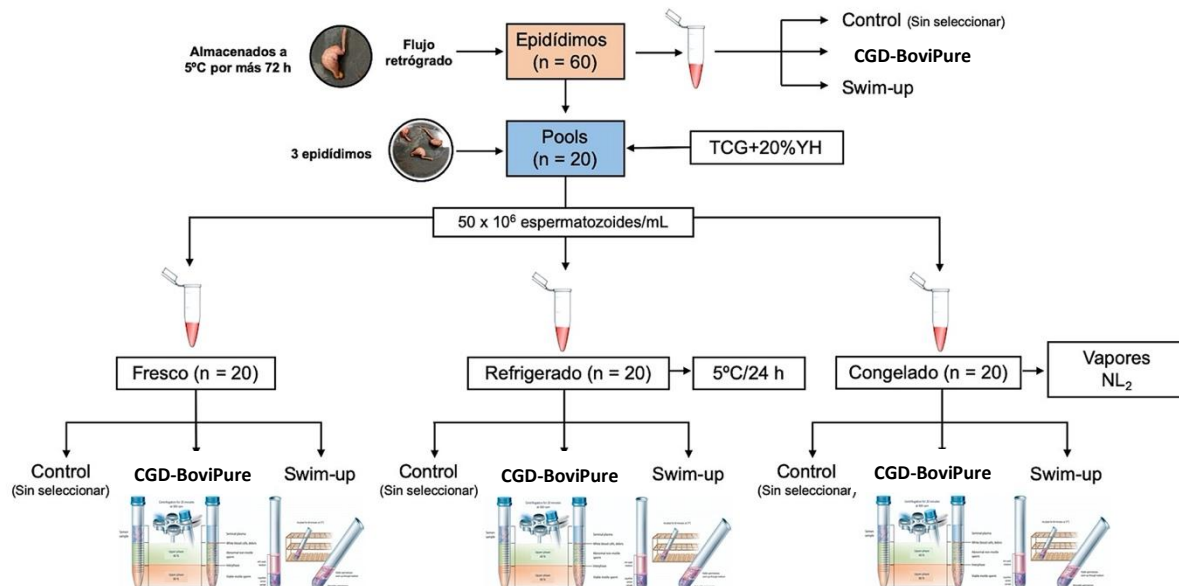 Almacenados a
5ºC por más 72 h
Flujo
retrógrado
Epidídimos
(n = 60)
Control (Sin seleccionar)
CGD-BoviPure
Swim-up
3 epidídimos
Pools
(n = 20)
TCG+20%YH
50 x 10⁶ espermatozoides/mL
Fresco (n = 20)
Refrigerado (n = 20)
5ºC/24 h
Congelado (n = 20)
Vapores
NL₂
Control
(Sin seleccionar)
CGD-BoviPure
Swim-up
Control
(Sin seleccionar)
CGD-BoviPure
Swim-up
Control
(Sin seleccionar,
CGD-BoviPure
Swim-up